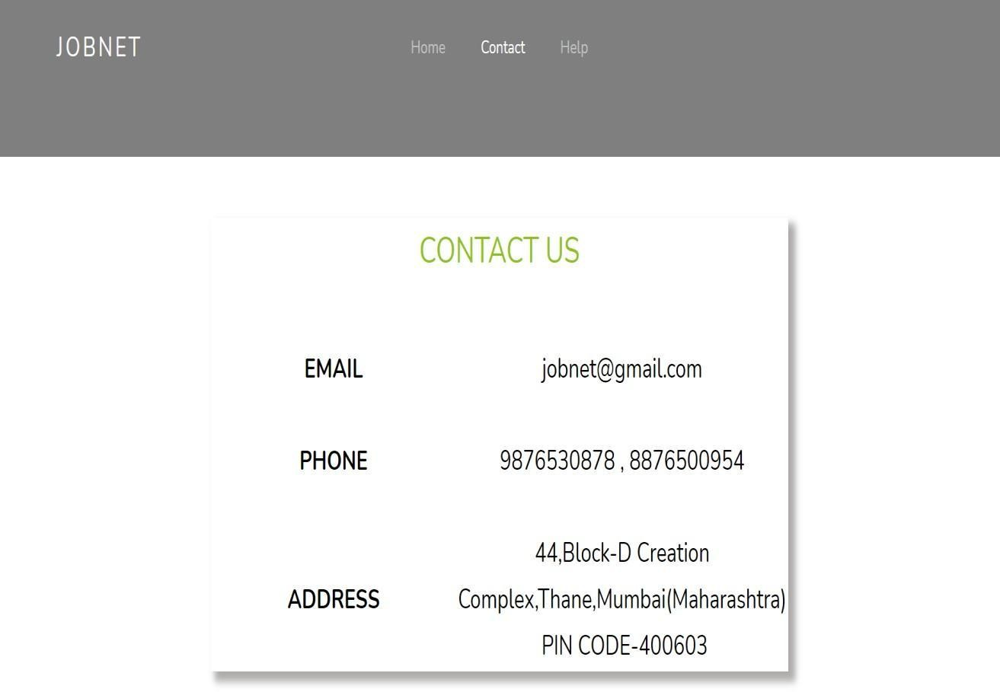 JOBNET
Home Contact Help
CONTACT US
EMAIL jobnet@gmail.com
PHONE 9876530878 , 8876500954
44,Block-D Creation
ADDRESS Complex,Thane,Mumbai(Maharashtra)
PIN CODE-400603